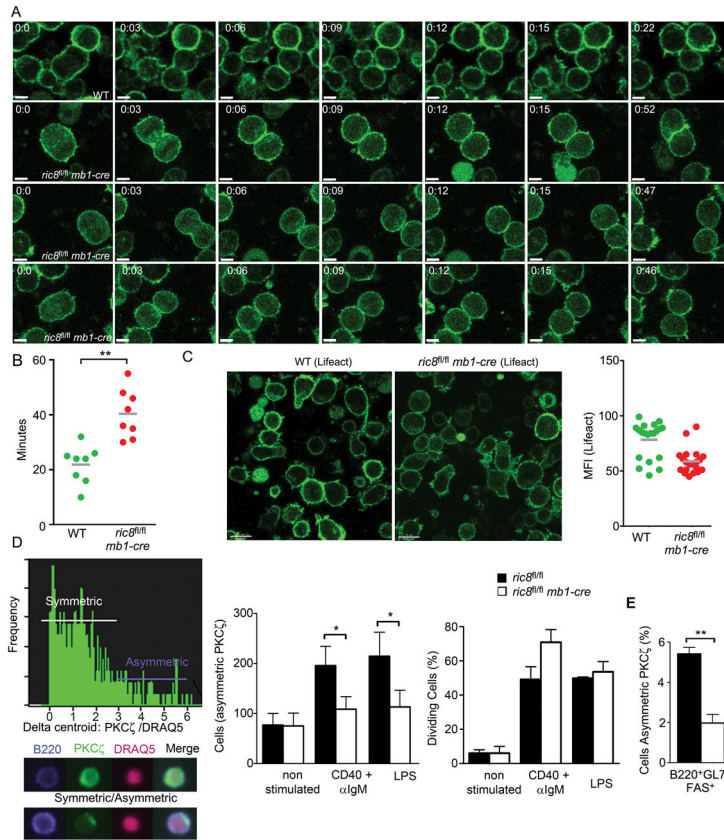 A
0:0 0:03 0:06 0:09 0:12 0:15 0:22
WT
0:0 0:03 0:06 0:09 0:12 0:15 0:52
ric8fl/fl mb1-cre
0:0 0:03 0:06 0:09 0:12 0:15 0:47
ric8fl/fl mb1-cre
0:0 0:03 0:06 0:09 0:12 0:15 0:46
ric8fl/fl mb1-cre
B
Minutes
60
40
20
0
**
WT ric8fl/fl
mb1-cre
C
WT (Lifeact) ric8fl/fl mb1-cre (Lifeact)
MFI (Lifeact)
100
50
0
WT ric8fl/fl
mb1-cre
D
Frequency
Symmetric
Asymmetric
0 1 2 3 4 5 6
Delta centroid: PKCζ /DRAQ5
B220 PKCζ DRAQ5 Merge
Symmetric/Asymmetric
Cells (asymmetric PKCζ)
300
200
100
0
* *
non
stimulated
CD40 +
αIgM
LPS
ric8fl/fl
ric8fl/fl mb1-cre
Dividing Cells (%)
80
60
40
20
0
non
stimulated
CD40 +
αIgM
LPS
E
Cells Asymmetric PKCζ (%)
6
4
2
0
**
B220+GL7
FAS+